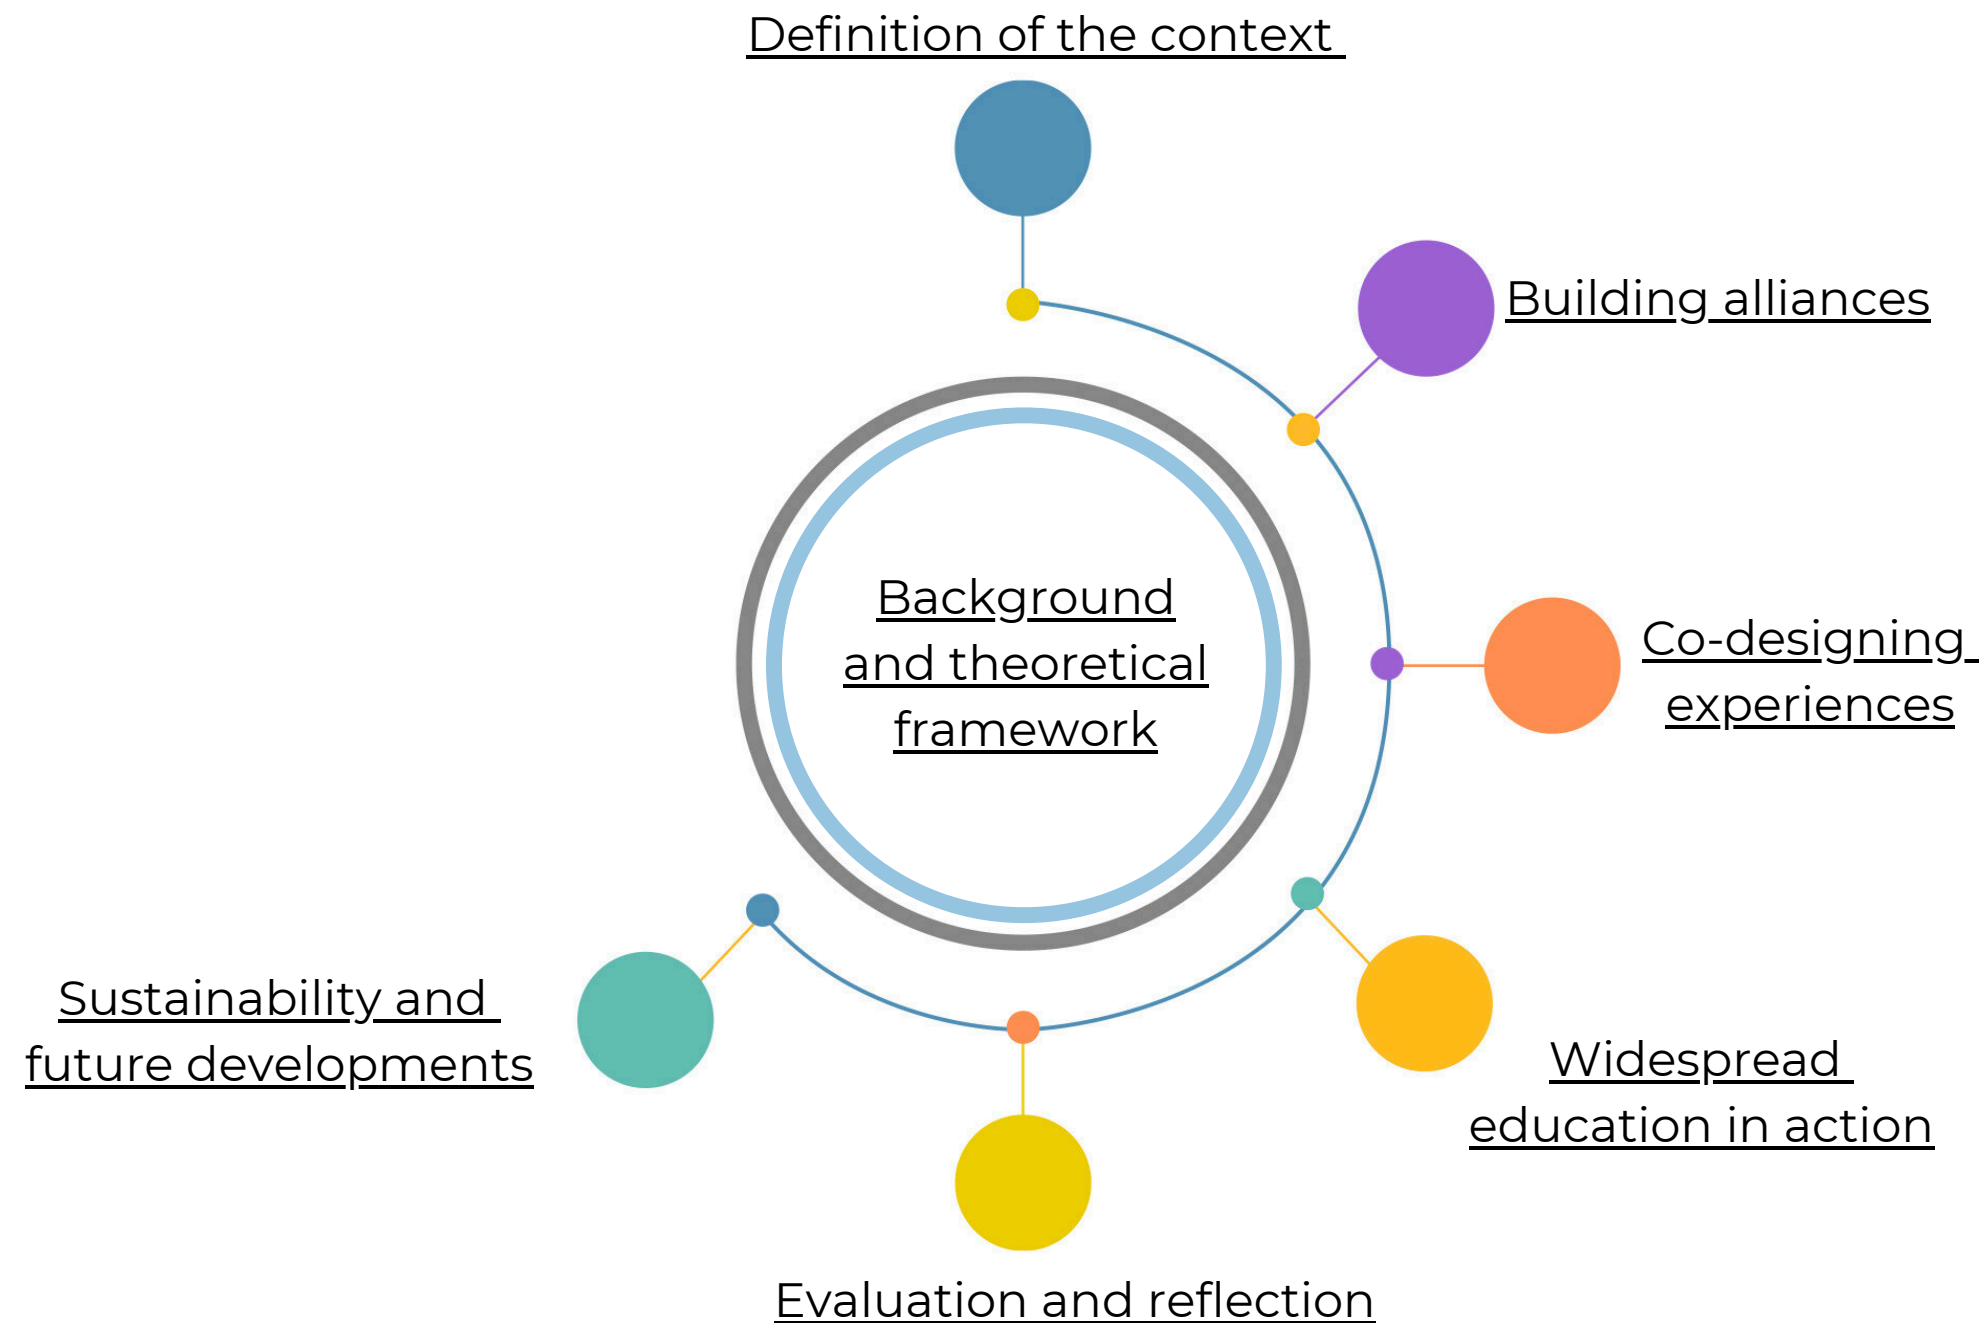 Definition of the context
Building alliances
Background
and theoretical
framework
Co-designing
experiences
Sustainability and
future developments
Widespread
education in action
Evaluation and reflection